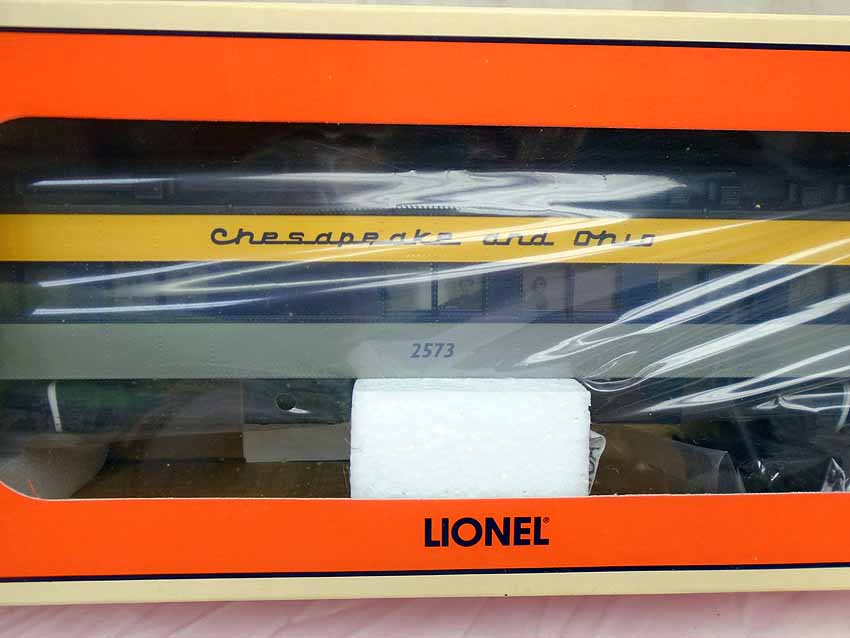 Chesapeake and Ohio
2573
LIONEL®